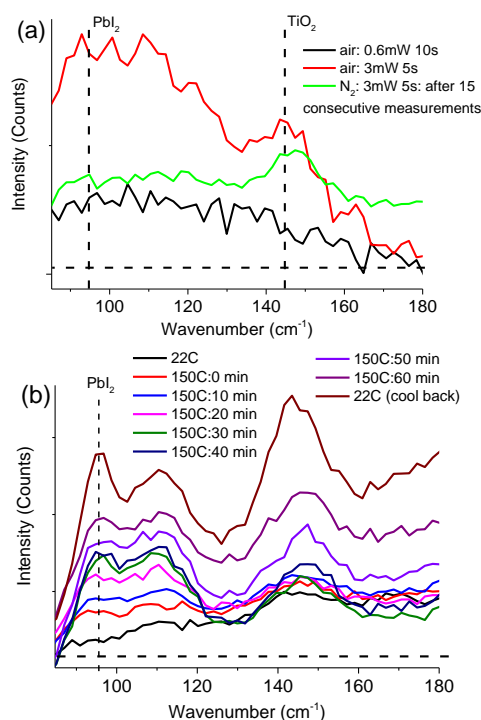 (a)
PbI2
TiO2
air: 0.6mW 10s
air: 3mW 5s
N2: 3mW 5s: after 15
consecutive measurements
Intensity (Counts)
100 120 140 160 180
Wavenumber (cm-1)
(b)
PbI2
22C
150C:0 min
150C:10 min
150C:20 min
150C:30 min
150C:40 min
150C:50 min
150C:60 min
22C (cool back)
Intensity (Counts)
100 120 140 160 180
Wavenumber (cm-1)